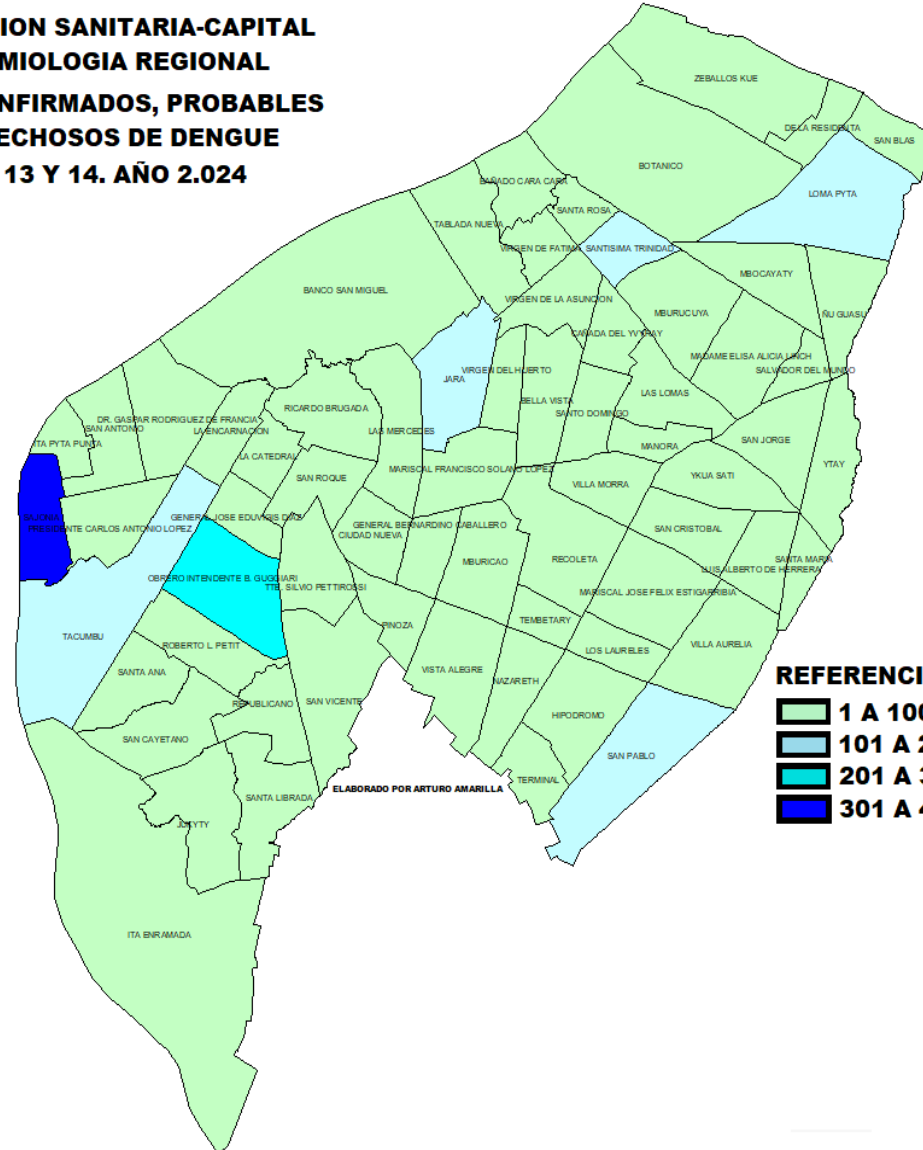 ION SANITARIA-CAPITAL
MIOLOGIA REGIONAL
NFIRMADOS, PROBABLES
ECHOSOS DE DENGUE
13 Y 14. AÑO 2.024
ZEBALLOS KUE
DE LA RESIDENTA
SAN BLAS
BOTANICO
LOMA PYTA
BAÑADO CARA CARA
SANTA ROSA
TABLADA NUEVA
VIRGEN DE FATIMA
SANTISIMA TRINIDAD
MBOCAYATY
BANCO SAN MIGUEL
VIRGEN DE LA ASUNCION
MBURUCUYA
ÑU GUASU
CAÑADA DEL YVYRAY
MADAME ELISA ALICIA LINCH
SALVADOR DEL MUNDO
JARA
VIRGEN DEL HUERTO
LAS LOMAS
BELLA VISTA
SANTO DOMINGO
RICARDO BRUGADA
DR. GASPAR RODRIGUEZ DE FRANCIA
SAN ANTONIO
LA ENCARNACION
LAS MERCEDES
ITA PYTA PUNTA
MANORA
SAN JORGE
LA CATEDRAL
MARISCAL FRANCISCO SOLANO LOPEZ
YTAY
SAN ROQUE
VILLA MORRA
YKUA SATI
GENERAL JOSE EDUVIGIS DIAZ
PRESIDENTE CARLOS ANTONIO LOPEZ
GENERAL BERNARDINO CABALLERO
CIUDAD NUEVA
SAN CRISTOBAL
MBURICAO
RECOLETA
SANTA MARIA
LUIS ALBERTO DE HERRERA
OBRERO INTENDENTE B. GUGGIARI
TTE. SILVIO PETTIROSSI
MARISCAL JOSE FELIX ESTIGARRIBIA
TACUMBU
PINOZA
TEMBETARY
ROBERTO L. PETIT
LOS LAURELES
VILLA AURELIA
SANTA ANA
VISTA ALEGRE
NAZARETH
REPUBLICANO
SAN VICENTE
HIPODROMO
SAN CAYETANO
SAN PABLO
TERMINAL
ELABORADO POR ARTURO AMARILLA
SANTA LIBRADA
JUKYTY
ITA ENRAMADA
REFERENCI
1 A 100
101 A 2
201 A 3
301 A 4